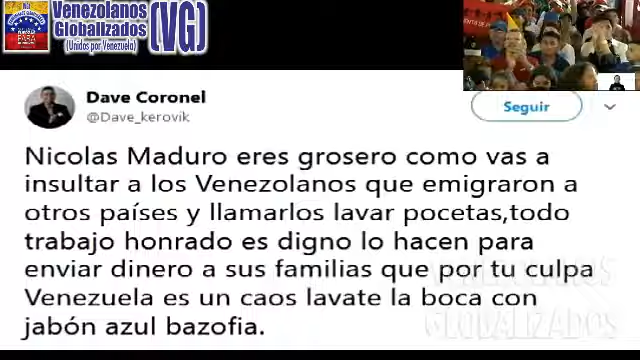 Venezolanos
Globalizados
(Unidos por Venezuela)
(VG)
Dave Coronel
@Dave_kerovik
Seguir
Nicolas Maduro eres grosero como vas a
insultar a los Venezolanos que emigraron a
otros países y llamarlos lavar pocetas,todo
trabajo honrado es digno lo hacen para
enviar dinero a sus familias que por tu culpa
Venezuela es un caos lavate la boca con
jabón azul bazofia.
VENEZOLANOS
GLOBALIZADOS